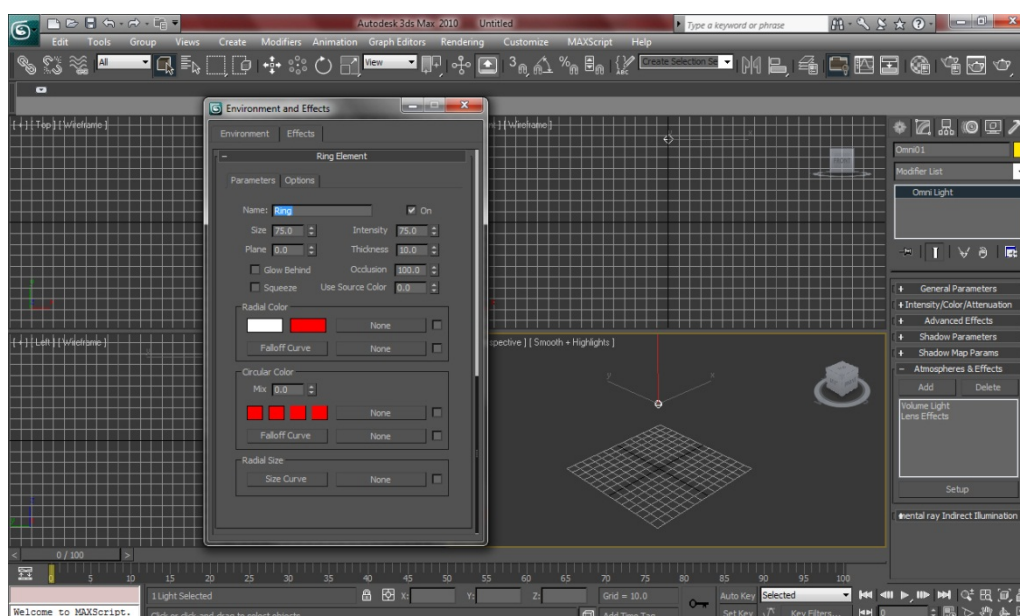 Autodesk 3ds Max 2010 Untitled
Type a keyword or phrase
Edit Tools Group Views Create Modifiers Animation Graph Editors Rendering Customize MAXScript Help
All
View
Create Selection Se
Environment and Effects
Environment Effects
Ring Element
Parameters Options
Name: Ring On
Size 75.0 Intensity 75.0
Plane 0.0 Thickness 10.0
Glow Behind Occlusion 100.0
Squeeze Use Source Color 0.0
Radial Color
None
Falloff Curve None
Circular Color
Mix 0.0
None
Falloff Curve None
Radial Size
Size Curve None
[ + ] [ Top ] [ Wireframe ]
[ Wireframe ]
[ + ] [ Left ] [ Wireframe ]
spective ] [ Smooth + Highlights ]
y x
Omni01
Modifier List
Omni Light
+ General Parameters
+ Intensity/Color/Attenuation
+ Advanced Effects
+ Shadow Parameters
+ Shadow Map Params
- Atmospheres & Effects
Add Delete
Volume Light
Lens Effects
Setup
mental ray Indirect Illumination
< 0 / 100 >
0 5 10 15 20 25 30 35 40 45 50 55 60 65 70 75 80 85 90 95 100
1 Light Selected X: Y: Z: Grid = 10.0 Auto Key Selected
Welcome to MAXScript. Click or click-and-drag to select objects Add Time Tag Set Key Key Filters... 0